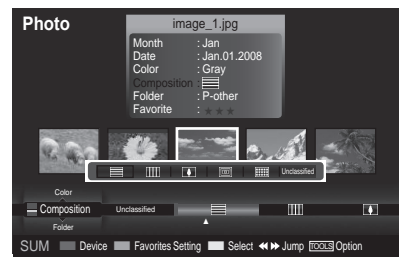 Photo
image_1.jpg
Month : Jan
Date : Jan.01.2008
Color : Gray
Composition :
Folder : P-other
Favorite : ★ ★ ★
Unclassified
Color
Composition Unclassified
Folder
SUM Device Favorites Setting Select ◀◀ ▶▶ Jump TOOLS Option